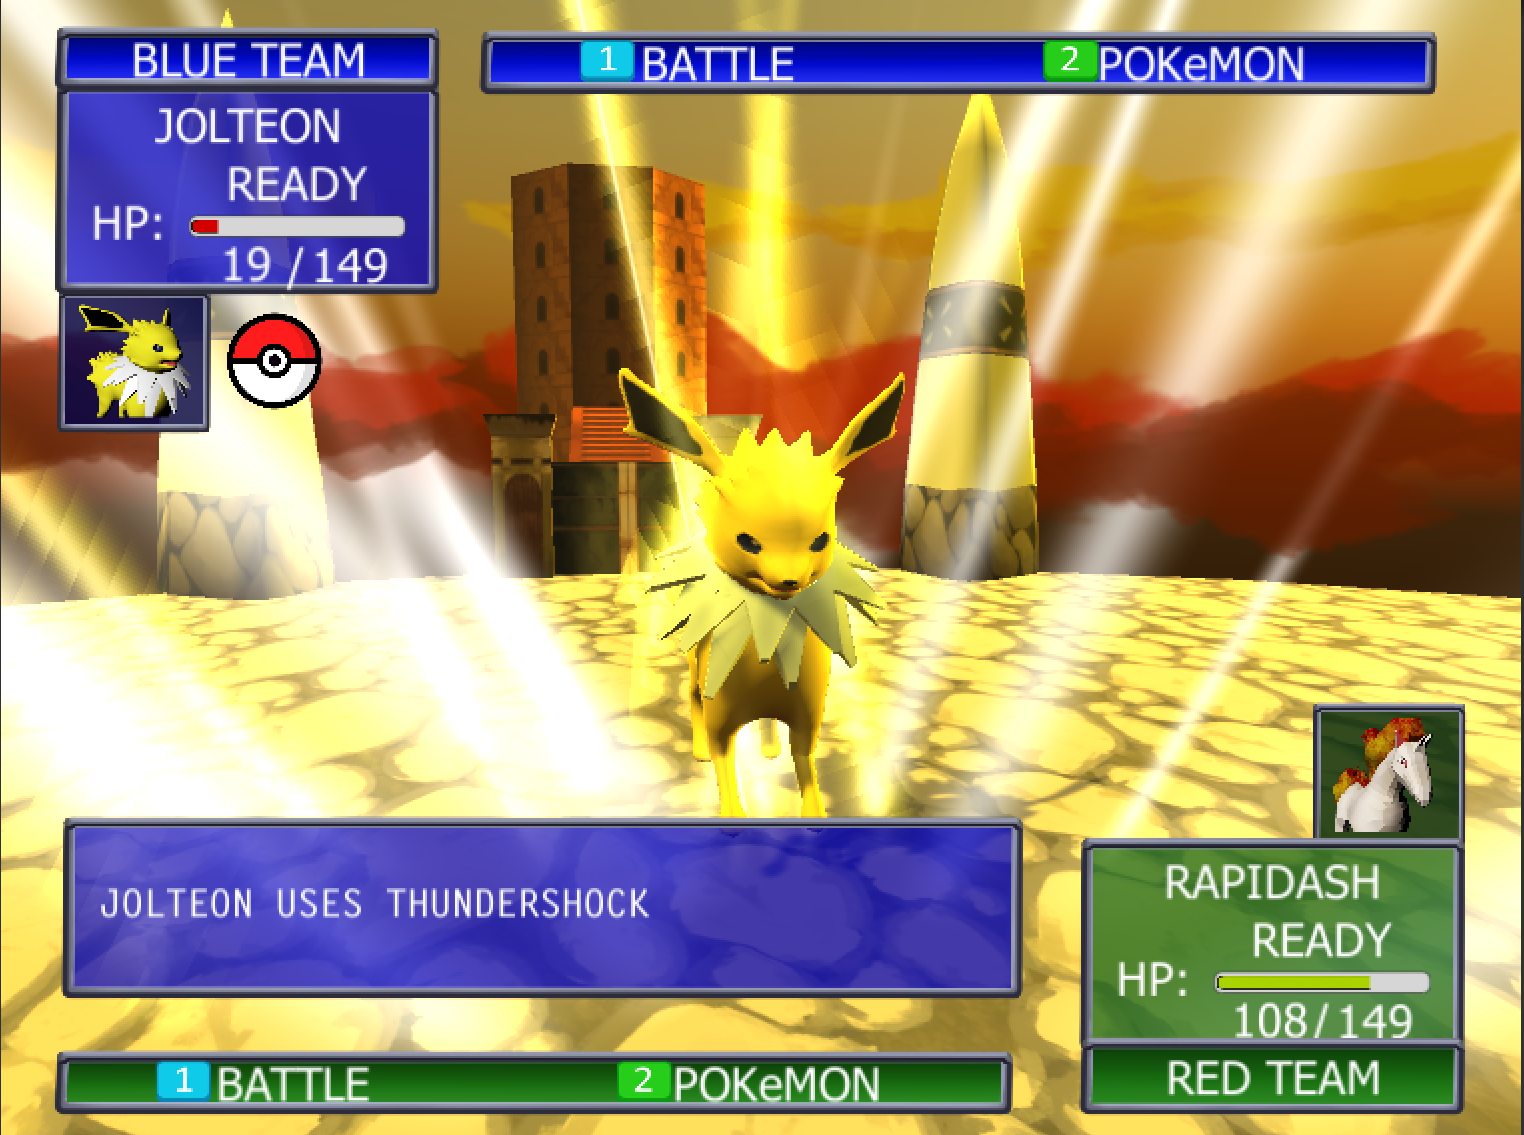 BLUE TEAM
1 BATTLE 2 POKeMON
JOLTEON
READY
HP:
19 / 149
JOLTEON USES THUNDERSHOCK
RAPIDASH
READY
HP:
108/149
RED TEAM
1 BATTLE 2 POKeMON